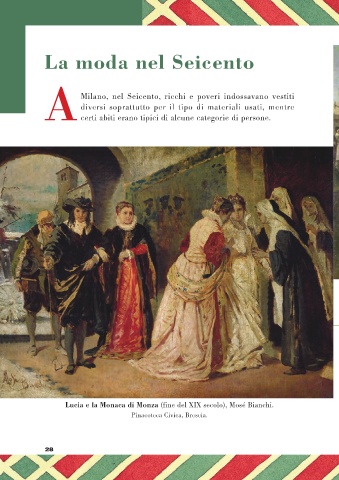 La moda nel Seicento
A Milano, nel Seicento, ricchi e poveri indossavano vestiti
diversi soprattutto per il tipo di materiali usati, mentre
certi abiti erano tipici di alcune categorie di persone.
Lucia e la Monaca di Monza (fine del XIX secolo), Mosé Bianchi.
Pinacoteca Civica, Brescia.
28